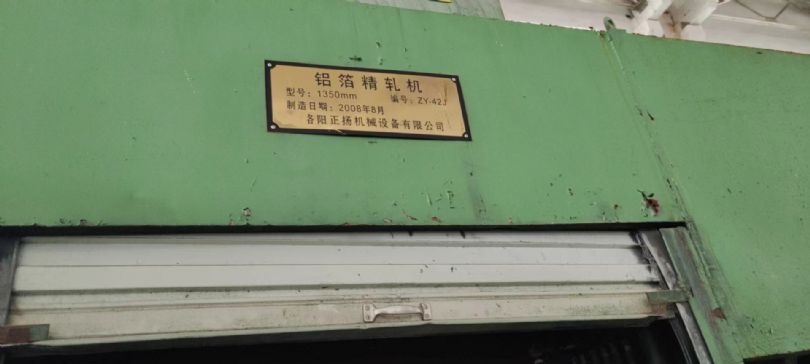 铝箔精轧机
型号：1350mm 编号：ZY-42J
制造日期：2008年8月
洛阳正扬机械设备有限公司